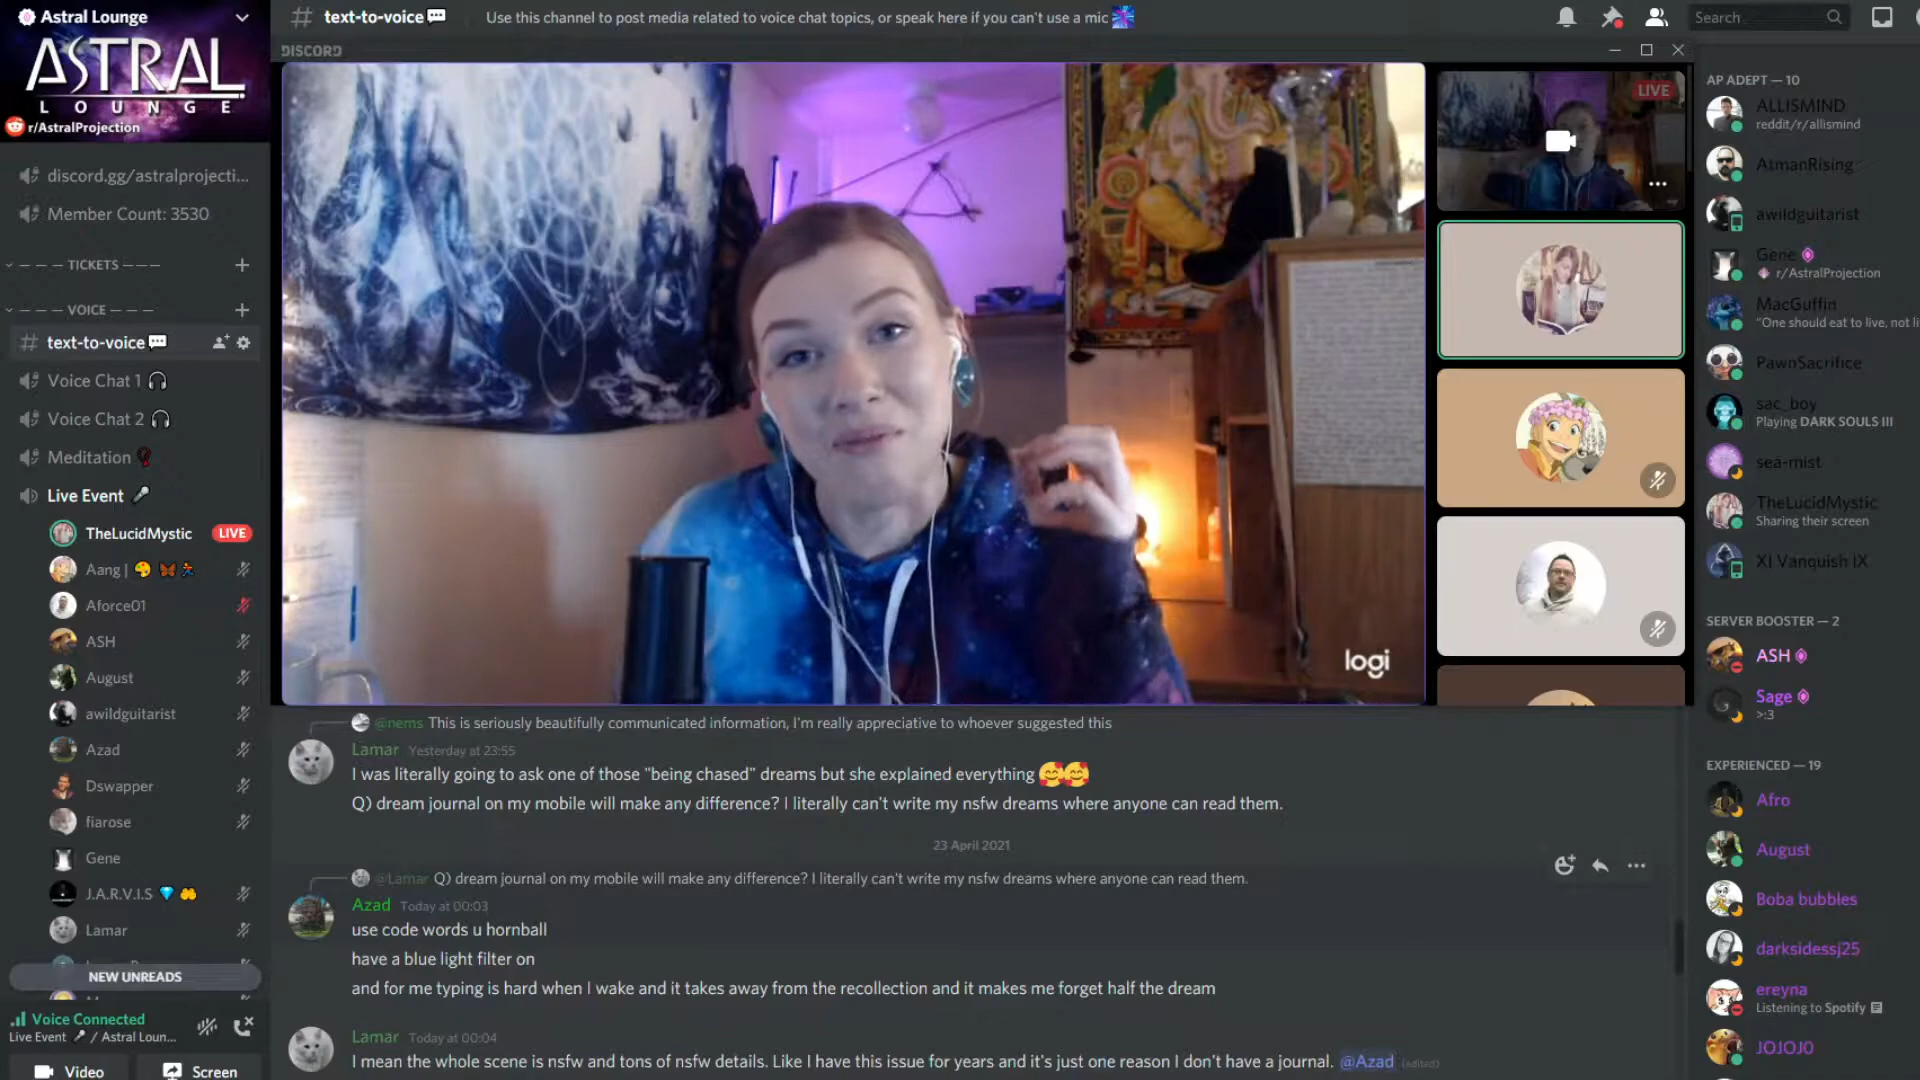 Astral Lounge
ASTRAL
LOUNGE
r/AstralProjection
discord.gg/astralprojecti...
Member Count: 3530
TICKETS
VOICE
text-to-voice
Voice Chat 1
Voice Chat 2
Meditation
Live Event
TheLucidMystic LIVE
Aang |
Aforce01
ASH
August
awildguitarist
Azad
Dswapper
fiarose
Gene
J.A.R.V.I.S
Lamar
NEW UNREADS
Voice Connected
Live Event / Astral Loun...
Video
Screen
# text-to-voice
Use this channel to post media related to voice chat topics, or speak here if you can't use a mic
Search
DISCORD
LIVE
logi
@nems This is seriously beautifully communicated information, I'm really appreciative to whoever suggested this
Lamar Yesterday at 23:55
I was literally going to ask one of those "being chased" dreams but she explained everything 🥰🥰
Q) dream journal on my mobile will make any difference? I literally can't write my nsfw dreams where anyone can read them.
23 April 2021
@Lamar Q) dream journal on my mobile will make any difference? I literally can't write my nsfw dreams where anyone can read them.
Azad Today at 00:03
use code words u hornball
have a blue light filter on
and for me typing is hard when I wake and it takes away from the recollection and it makes me forget half the dream
Lamar Today at 00:04
I mean the whole scene is nsfw and tons of nsfw details. Like I have this issue for years and it's just one reason I don't have a journal. @Azad (edited)
AP ADEPT — 10
ALLISMIND
reddit/r/allismind
AtmanRising
awildguitarist
Gene
r/AstralProjection
MacGuffin
"One should eat to live, not li
PawnSacrifice
sac_boy
Playing DARK SOULS III
sea-mist
TheLucidMystic
Sharing their screen
XI Vanquish IX
SERVER BOOSTER — 2
ASH
Sage
>:3
EXPERIENCED — 19
Afro
August
Boba bubbles
darksidessj25
ereyna
Listening to Spotify
JOJOJ0